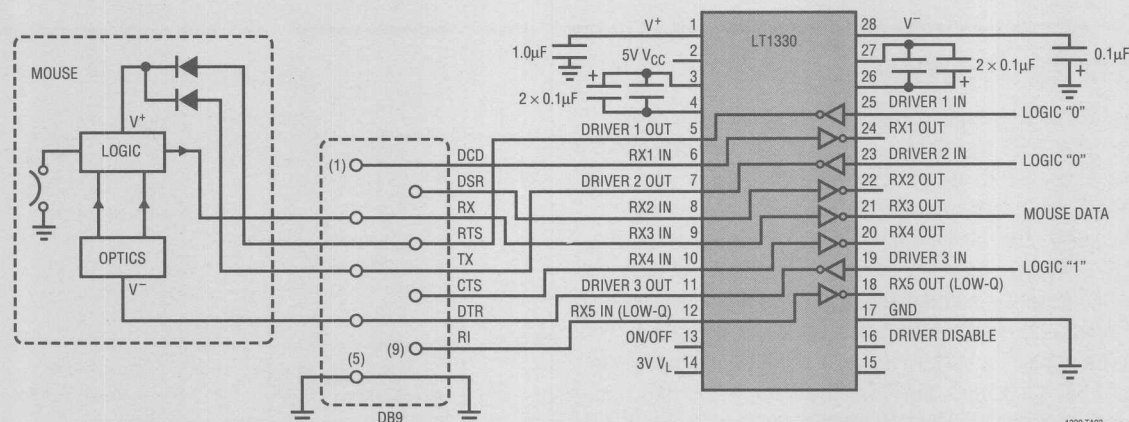 MOUSE
V+
LOGIC
OPTICS
V−
(1)
(5)
(9)
DB9
DCD
DSR
RX
RTS
TX
CTS
DTR
RI
1.0µF
V+ 1
5V VCC 2
3
+
2 × 0.1µF
4
DRIVER 1 OUT 5
RX1 IN 6
DRIVER 2 OUT 7
RX2 IN 8
RX3 IN 9
RX4 IN 10
DRIVER 3 OUT 11
RX5 IN (LOW-Q) 12
ON/OFF 13
3V VL 14
LT1330
28 V−
27
26
2 × 0.1µF
+
0.1µF
+
25 DRIVER 1 IN
LOGIC “0”
24 RX1 OUT
23 DRIVER 2 IN
LOGIC “0”
22 RX2 OUT
21 RX3 OUT
MOUSE DATA
20 RX4 OUT
19 DRIVER 3 IN
LOGIC “1”
18 RX5 OUT (LOW-Q)
17 GND
16 DRIVER DISABLE
15